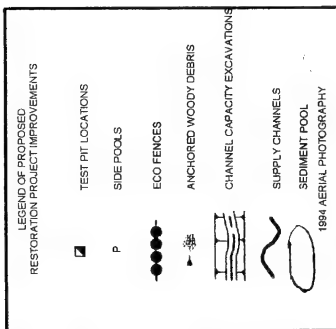 LEGEND OF PROPOSED
RESTORATION PROJECT IMPROVEMENTS
TEST PIT LOCATIONS
P SIDE POOLS
ECO FENCES
ANCHORED WOODY DEBRIS
CHANNEL CAPACITY EXCAVATIONS
SUPPLY CHANNELS
SEDIMENT POOL
1994 AERIAL PHOTOGRAPHY